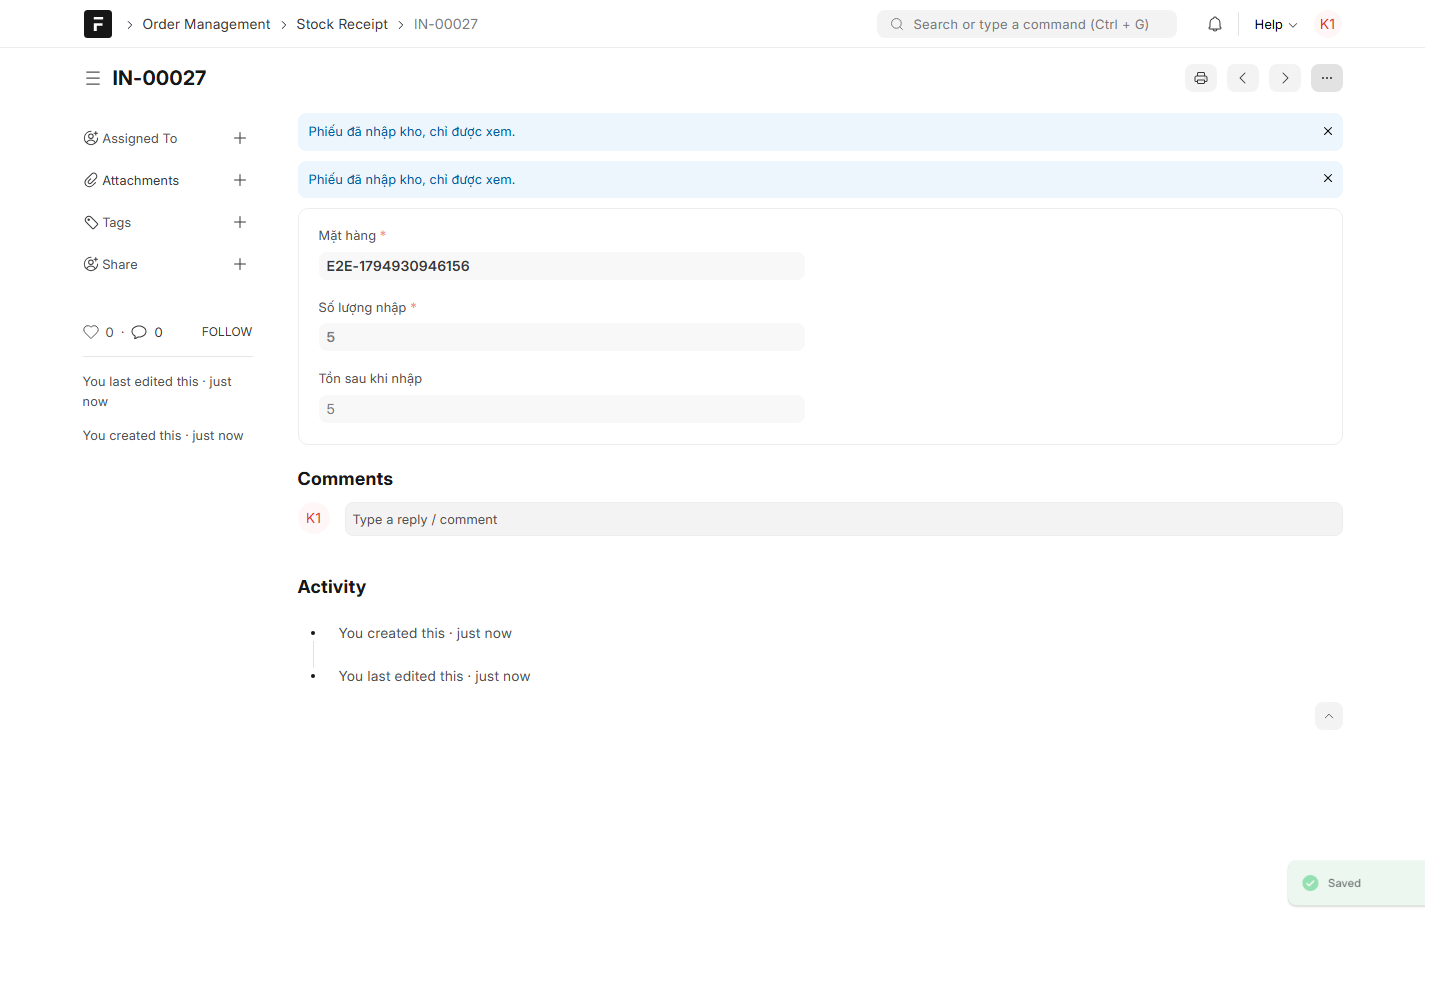 Order Management
Stock Receipt
IN-00027
Search or type a command (Ctrl + G)
Help
K1
IN-00027
Assigned To
Attachments
Tags
Share
0 · 0
FOLLOW
You last edited this · just
now
You created this · just now
Phiếu đã nhập kho, chỉ được xem.
Phiếu đã nhập kho, chỉ được xem.
Mặt hàng *
E2E-1794930946156
Số lượng nhập *
5
Tồn sau khi nhập
5
Comments
K1
Type a reply / comment
Activity
You created this · just now
You last edited this · just now
Saved